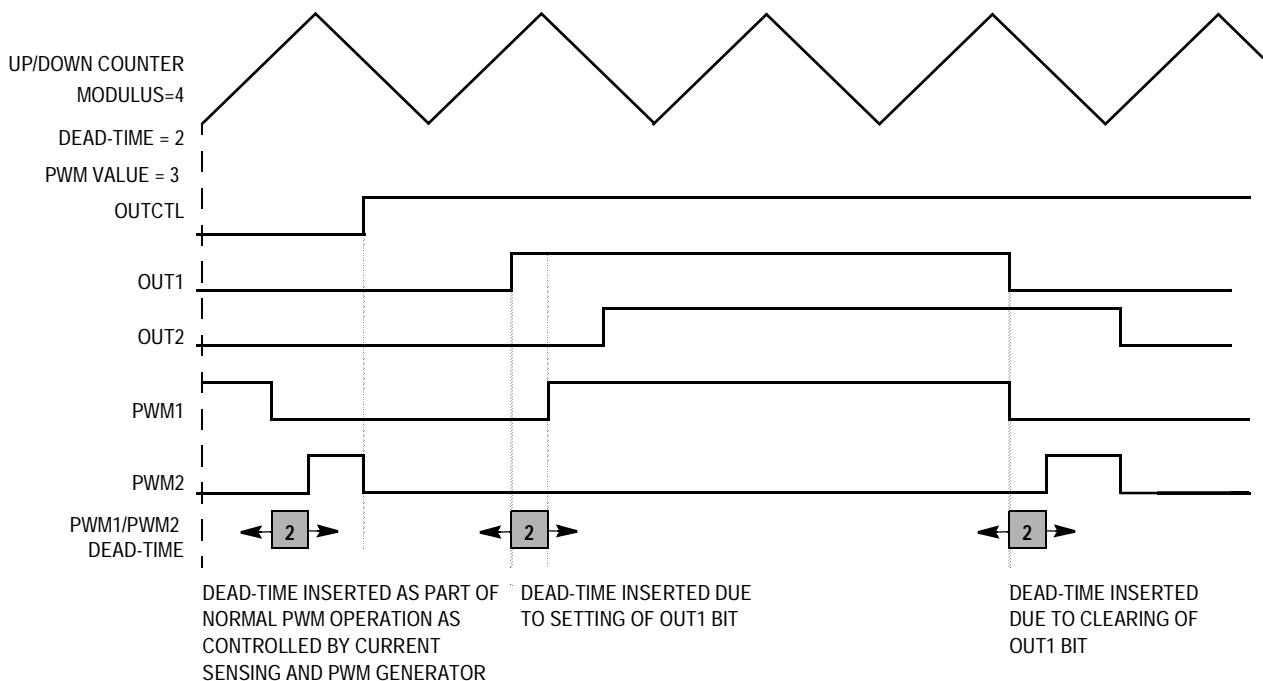 UP/DOWN COUNTER
MODULUS=4
DEAD-TIME = 2
PWM VALUE = 3
OUTCTL
OUT1
OUT2
PWM1
PWM2
PWM1/PWM2
DEAD-TIME
2
2
2
DEAD-TIME INSERTED AS PART OF
NORMAL PWM OPERATION AS
CONTROLLED BY CURRENT
SENSING AND PWM GENERATOR
DEAD-TIME INSERTED DUE
TO SETTING OF OUT1 BIT
DEAD-TIME INSERTED
DUE TO CLEARING OF
OUT1 BIT